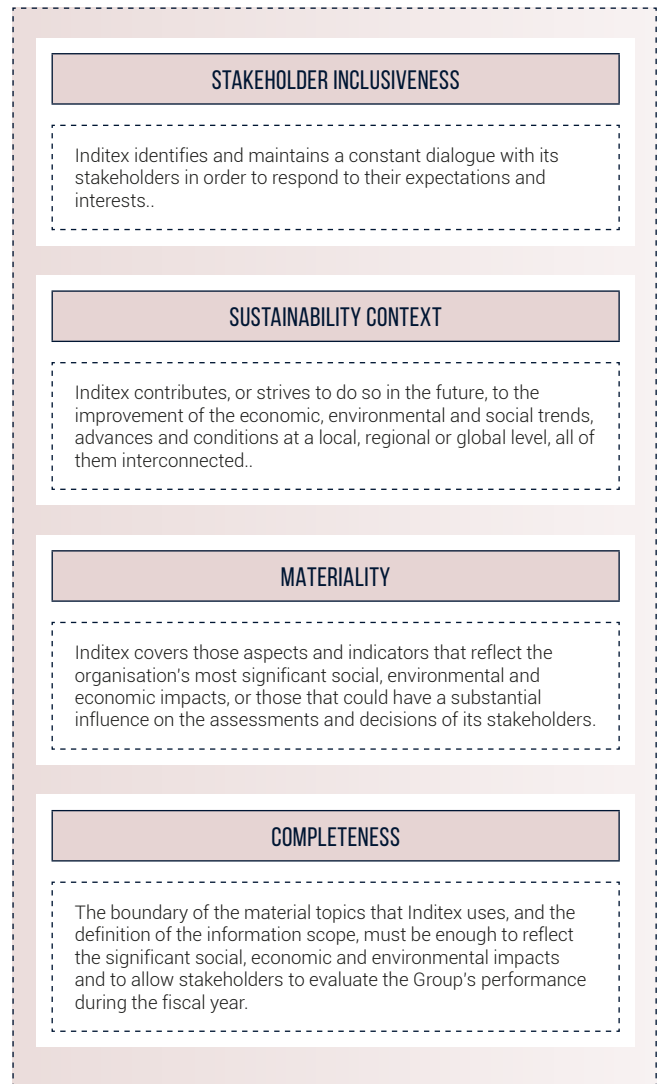 STAKEHOLDER INCLUSIVENESS
Inditex identifies and maintains a constant dialogue with its
stakeholders in order to respond to their expectations and
interests..
SUSTAINABILITY CONTEXT
Inditex contributes, or strives to do so in the future, to the
improvement of the economic, environmental and social trends,
advances and conditions at a local, regional or global level, all of
them interconnected..
MATERIALITY
Inditex covers those aspects and indicators that reflect the
organisation's most significant social, environmental and
economic impacts, or those that could have a substantial
influence on the assessments and decisions of its stakeholders.
COMPLETENESS
The boundary of the material topics that Inditex uses, and the
definition of the information scope, must be enough to reflect
the significant social, economic and environmental impacts
and to allow stakeholders to evaluate the Group's performance
during the fiscal year.